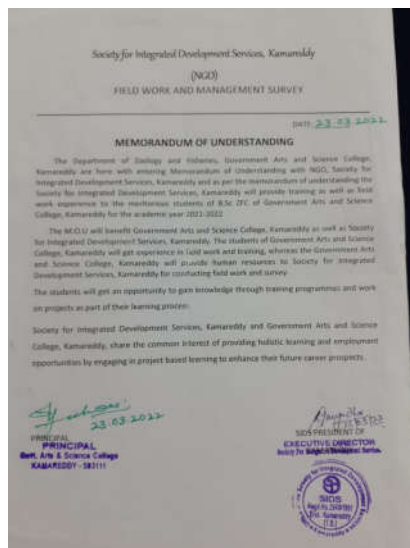 Society for Integrated Development Services, Kamareddy
(NGO)
FIELD WORK AND MANAGEMENT SURVEY
DATE: 23 03 2022
MEMORANDUM OF UNDERSTANDING
The Department of Zoology and Fisheries, Government Arts and Science College,
Kamareddy are here with entering Memorandum of Understanding with NGO, Society for
Integrated Development Services, Kamareddy and as per the memorandum of understanding the
Society for Integrated Development Services, Kamareddy will provide training as well as field
work experience to the meritorious students of B.Sc ZFC of Government Arts and Science
College, Kamareddy for the academic year 2021-2022
The M.O.U will benefit Government Arts and Science College, Kamareddy as well as Society
for Integrated Development Services, Kamareddy. The students of Government Arts and Science
College, Kamareddy will get experience in field work and training, whereas the Government Arts
and Science College, Kamareddy will provide human resources to Society for Integrated
Development Services, Kamareddy for conducting field work and survey
The students will get an opportunity to gain knowledge through training programmes and work
on projects as part of their learning process.
Society for Integrated Development Services, Kamareddy and Government Arts and Science
College, Kamareddy, share the common interest of providing holistic learning and employment
opportunities by engaging in project based learning to enhance their future career prospects.
23.03.2022
PRINCIPAL
PRINCIPAL
Govt. Arts & Science College
KAMAREDDY - 503111
SIDS PRESIDENT OF
EXECUTIVE DIRECTOR
Society for Integrated Development Services
SIDS
Kamareddy